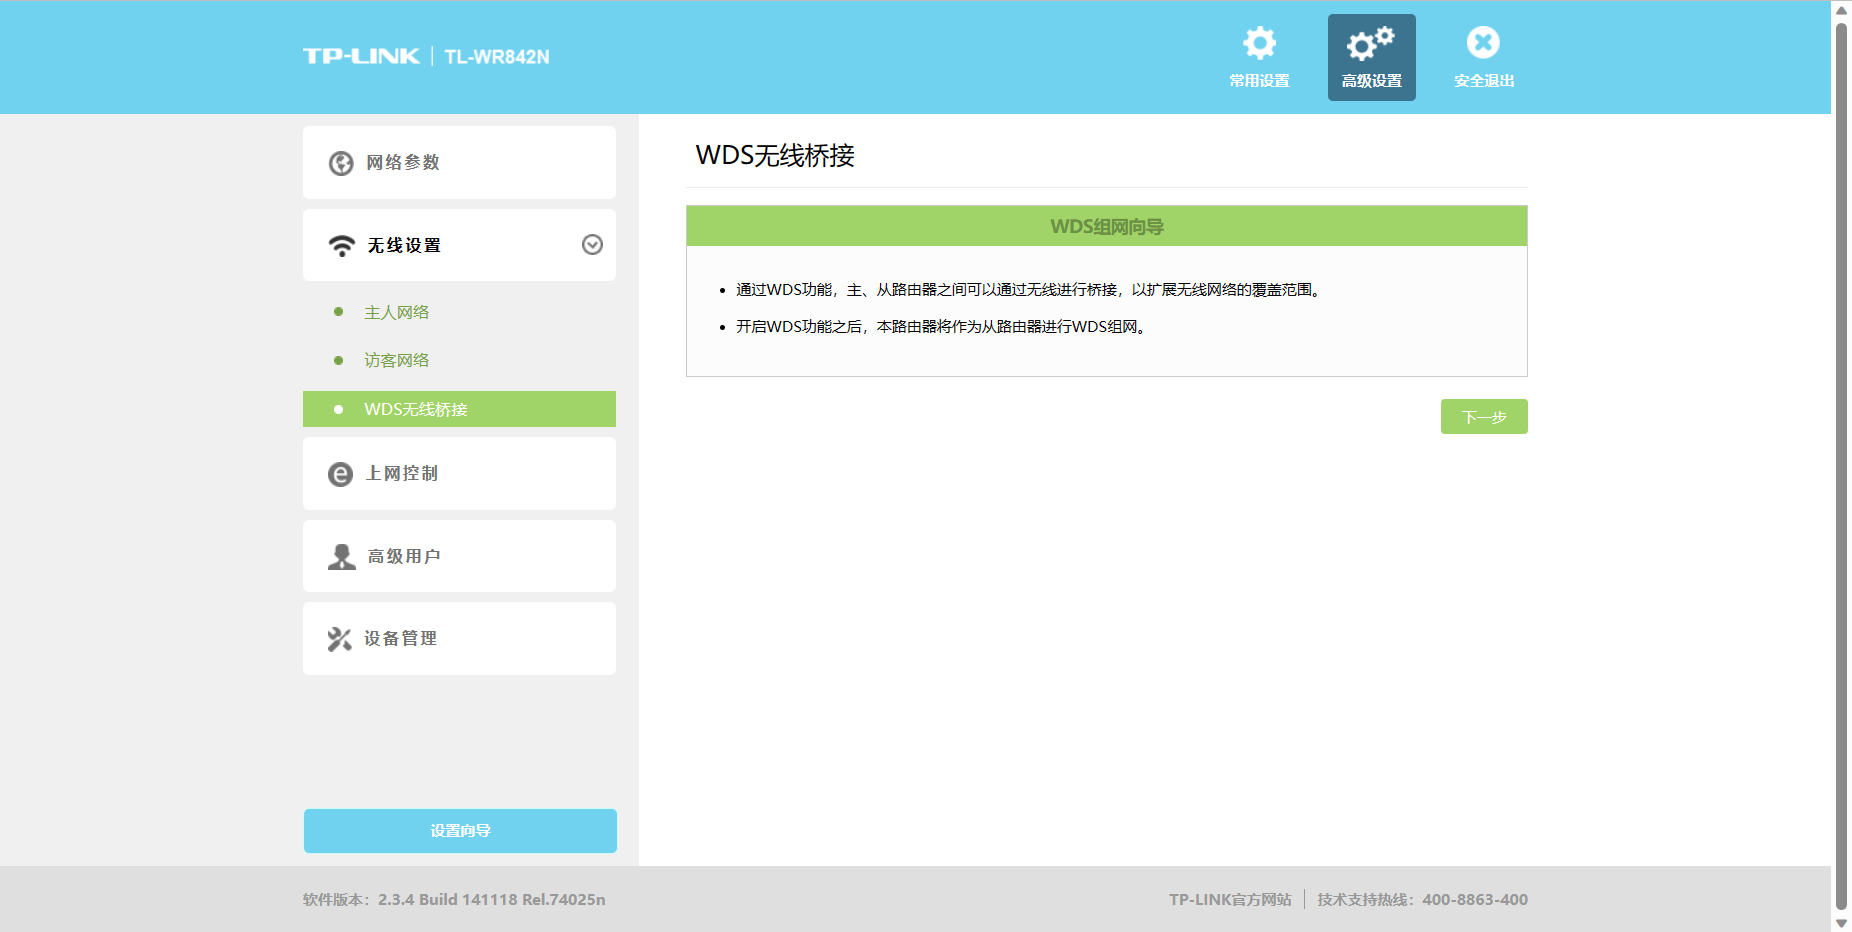 TP-LINK | TL-WR842N
常用设置
高级设置
安全退出
网络参数
无线设置
主人网络
访客网络
WDS无线桥接
上网控制
高级用户
设备管理
设置向导
WDS无线桥接
WDS组网向导
通过WDS功能，主、从路由器之间可以通过无线进行桥接，以扩展无线网络的覆盖范围。
开启WDS功能之后，本路由器将作为从路由器进行WDS组网。
下一步
软件版本：2.3.4 Build 141118 Rel.74025n
TP-LINK官方网站 | 技术支持热线：400-8863-400